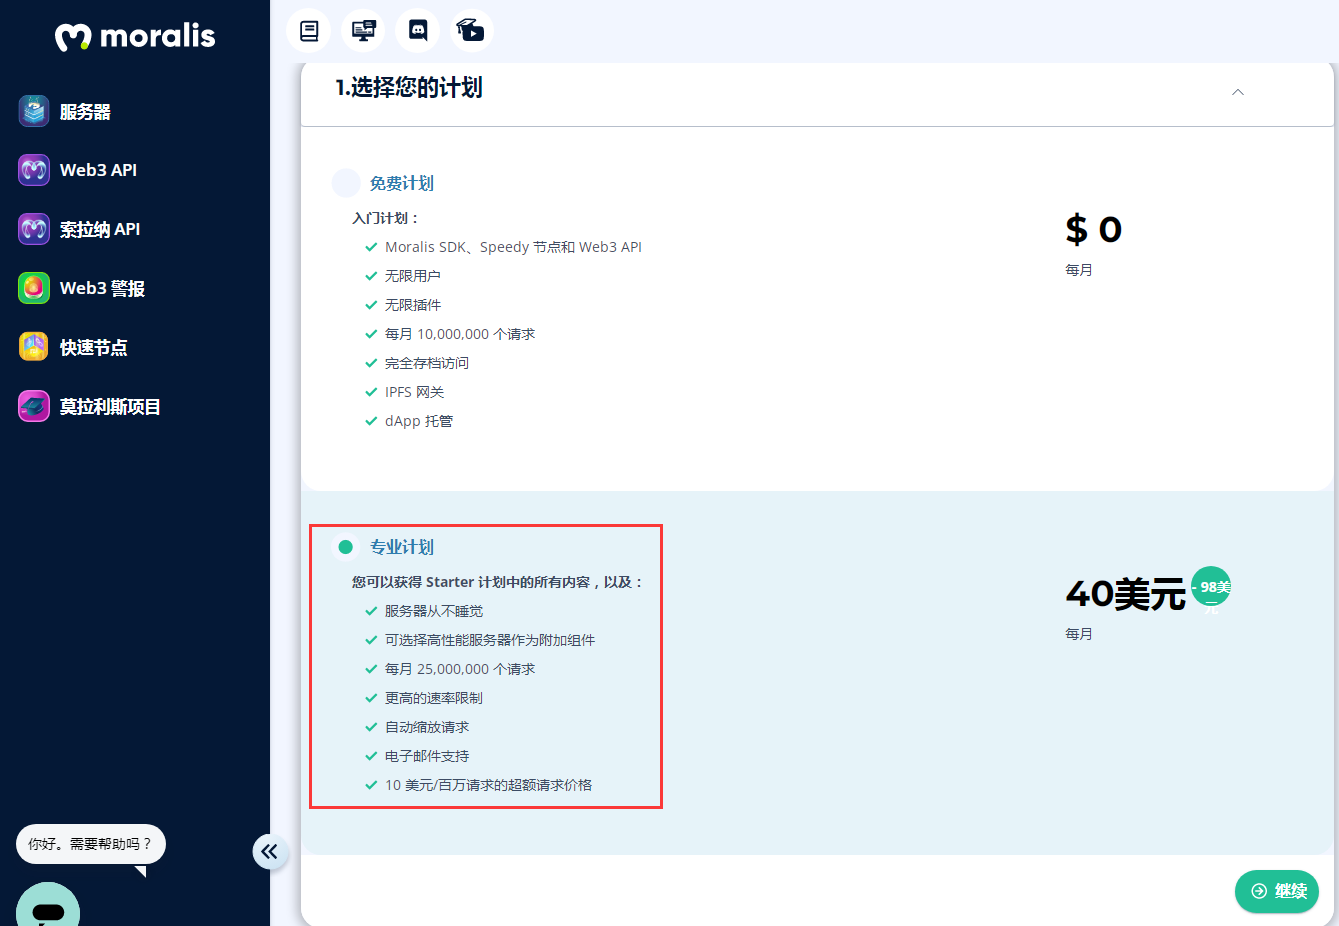 moralis
服务器
Web3 API
索拉纳 API
Web3 警报
快速节点
莫拉利斯项目
你好。需要帮助吗？
1.选择您的计划
免费计划
入门计划：
Moralis SDK、Speedy 节点和 Web3 API
无限用户
无限插件
每月 10,000,000 个请求
完全存档访问
IPFS 网关
dApp 托管
$ 0
每月
专业计划
您可以获得 Starter 计划中的所有内容，以及：
服务器从不睡觉
可选择高性能服务器作为附加组件
每月 25,000,000 个请求
更高的速率限制
自动缩放请求
电子邮件支持
10 美元/百万请求的超额请求价格
40美元
- 98美
元
每月
继续